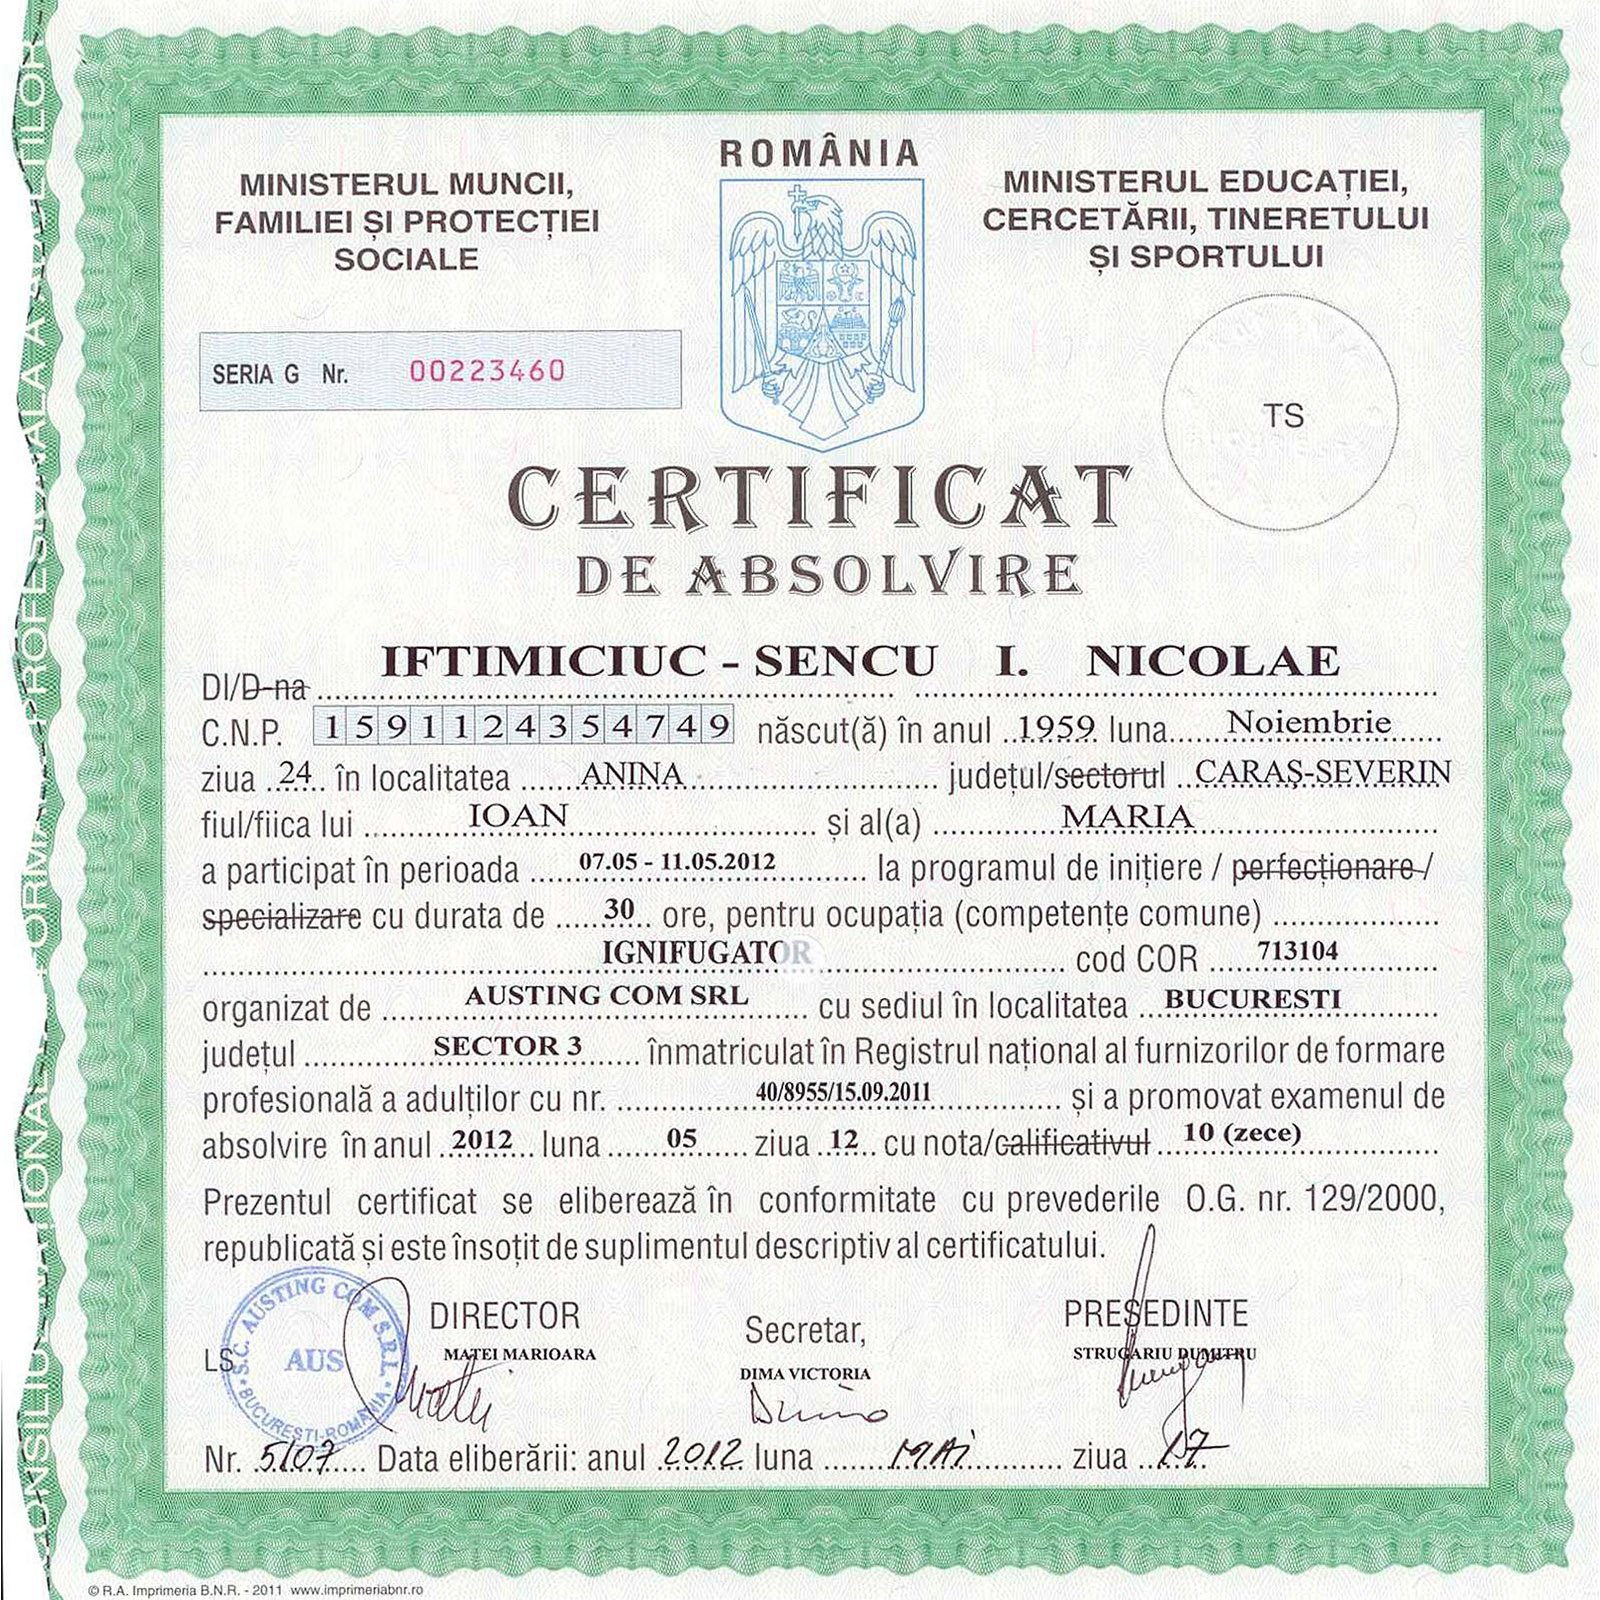 ROMÂNIA
MINISTERUL MUNCII,
FAMILIEI ȘI PROTECȚIEI
SOCIALE
MINISTERUL EDUCAȚIEI,
CERCETĂRII, TINERETULUI
ȘI SPORTULUI
SERIA G Nr. 00223460
TS
CERTIFICAT
DE ABSOLVIRE
Dl/D-na IFTIMICIUC - SENCU I. NICOLAE
C.N.P. 1591124354749 născut(ă) în anul 1959 luna Noiembrie
ziua 24 în localitatea ANINA județul/sectorul CARAȘ-SEVERIN
fiul/fiica lui IOAN și al(a) MARIA
a participat în perioada 07.05 - 11.05.2012 la programul de inițiere / perfecționare /
specializare cu durata de 30 ore, pentru ocupația (competențe comune)
IGNIFUGATOR cod COR 713104
organizat de AUSTING COM SRL cu sediul în localitatea BUCURESTI
județul SECTOR 3 înmatriculat în Registrul național al furnizorilor de formare
profesională a adulților cu nr. 40/8955/15.09.2011 și a promovat examenul de
absolvire în anul 2012 luna 05 ziua 12 cu nota/calificativul 10 (zece)
Prezentul certificat se eliberează în conformitate cu prevederile O.G. nr. 129/2000,
republicată și este însoțit de suplimentul descriptiv al certificatului.
DIRECTOR
MATEI MARIOARA
Secretar,
DIMA VICTORIA
PREȘEDINTE
STRUGARIU DUMITRU
LS
S.C. AUSTING COM S.R.L.
AUS
BUCUREȘTI-ROMÂNIA
Nr. 5107 Data eliberării: anul 2012 luna MAI ziua 17
© R.A. Imprimeria B.N.R. - 2011 www.imprimeriabnr.ro